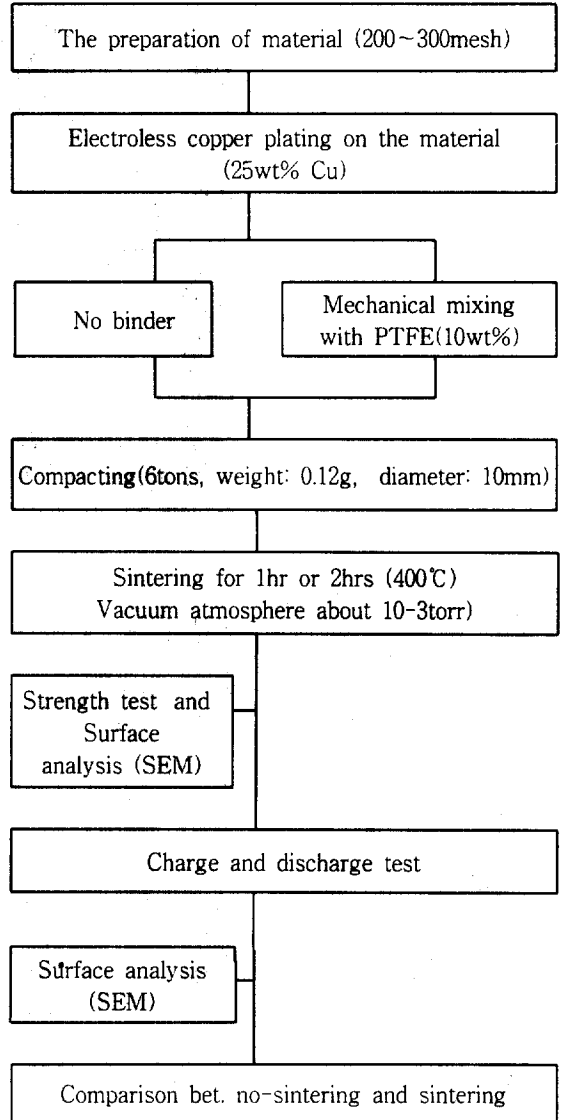 The preparation of material (200~300mesh)
Electroless copper plating on the material
(25wt% Cu)
No binder
Mechanical mixing
with PTFE(10wt%)
Compacting(6tons, weight: 0.12g, diameter: 10mm)
Sintering for 1hr or 2hrs (400℃)
Vacuum atmosphere about 10-3torr)
Strength test and
Surface
analysis (SEM)
Charge and discharge test
Surface analysis
(SEM)
Comparison bet. no-sintering and sintering